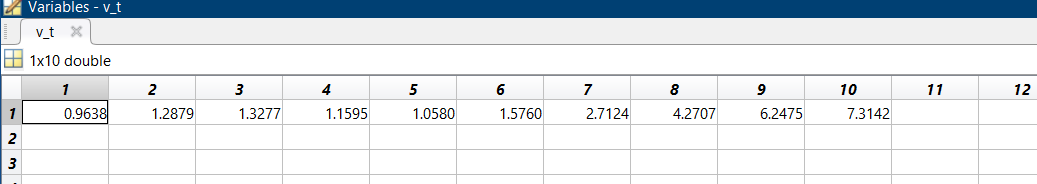 Variables - v_t
v_t
1x10 double
1 2 3 4 5 6 7 8 9 10 11 12
1 0.9638 1.2879 1.3277 1.1595 1.0580 1.5760 2.7124 4.2707 6.2475 7.3142
2
3